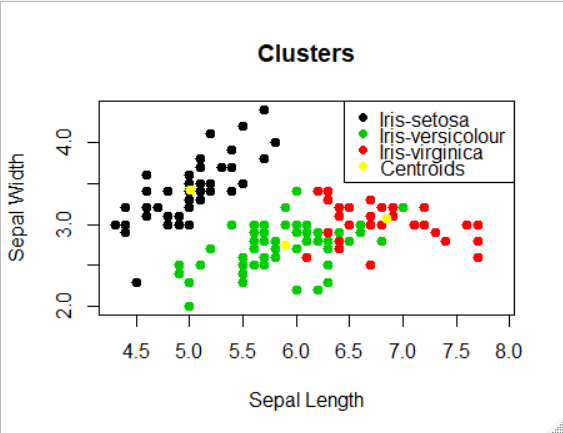 Clusters
Iris-setosa
Iris-versicolour
Iris-virginica
Centroids
Sepal Width
4.0
3.0
2.0
4.5 5.0 5.5 6.0 6.5 7.0 7.5 8.0
Sepal Length